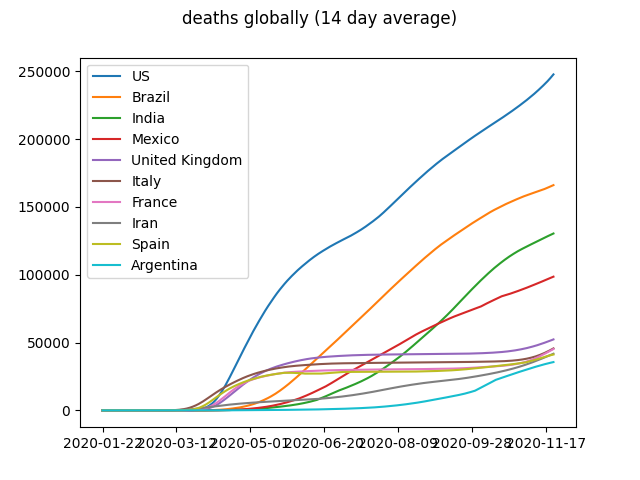 deaths globally (14 day average)
250000
200000
150000
100000
50000
0
US
Brazil
India
Mexico
United Kingdom
Italy
France
Iran
Spain
Argentina
2020-01-22 2020-03-12 2020-05-01 2020-06-20 2020-08-09 2020-09-28 2020-11-17